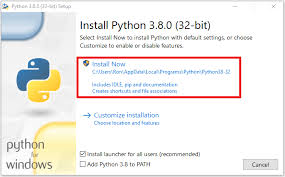 Python 3.8.0 (32-bit) Setup
Install Python 3.8.0 (32-bit)
Select Install Now to install Python with default settings, or choose
Customize to enable or disable features.
Install Now
C:\Users\Ron\AppData\Local\Programs\Python\Python38-32
Includes IDLE, pip and documentation
Creates shortcuts and file associations
Customize installation
Choose location and features
Install launcher for all users (recommended)
Add Python 3.8 to PATH
Cancel
python
for
windows